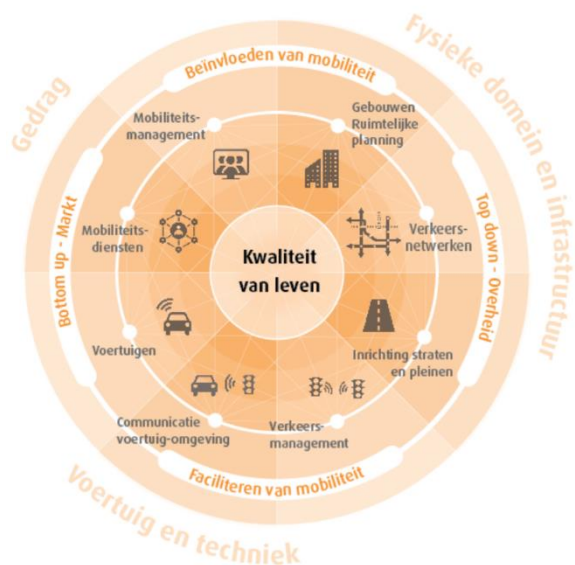 Fysieke domein en infrastructuur
Gedrag
Beïnvloeden van mobiliteit
Mobiliteits-
management
Gebouwen
Ruimtelijke
planning
Bottom up - Markt
Top down - Overheid
Mobiliteits-
diensten
Verkeers-
netwerken
Kwaliteit
van leven
Voertuigen
Inrichting straten
en pleinen
Communicatie
voertuig-omgeving
Verkeers-
management
Faciliteren van mobiliteit
Voertuig en techniek